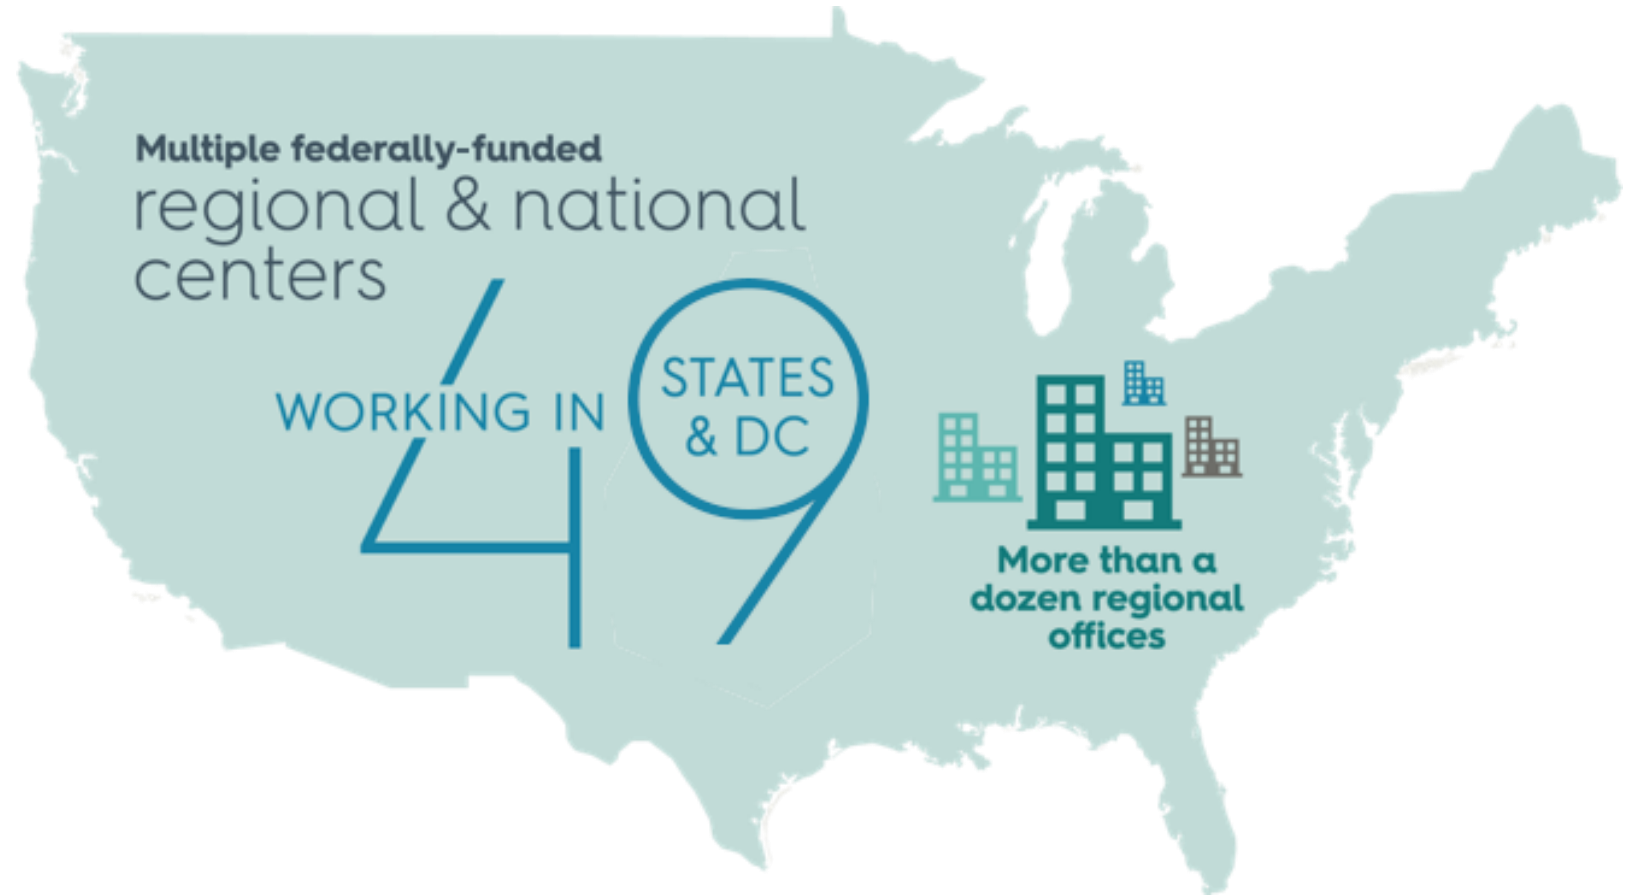 Multiple federally-funded
regional & national
centers
WORKING IN
49
STATES
& DC
More than a
dozen regional
offices